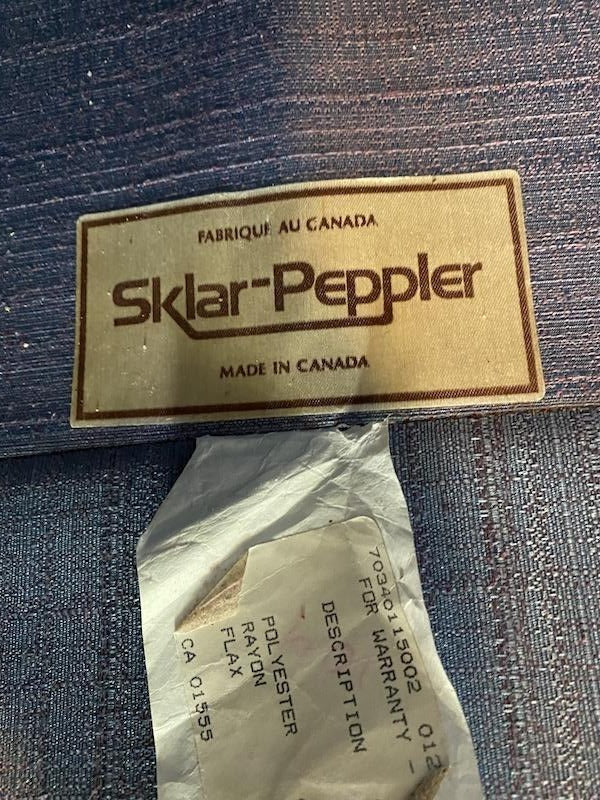 FABRIQUE AU CANADA
Sklar-Peppler
MADE IN CANADA
70340115002 012
FOR WARRANTY –
DESCRIPTION
POLYESTER
RAYON
FLAX
CA 01555